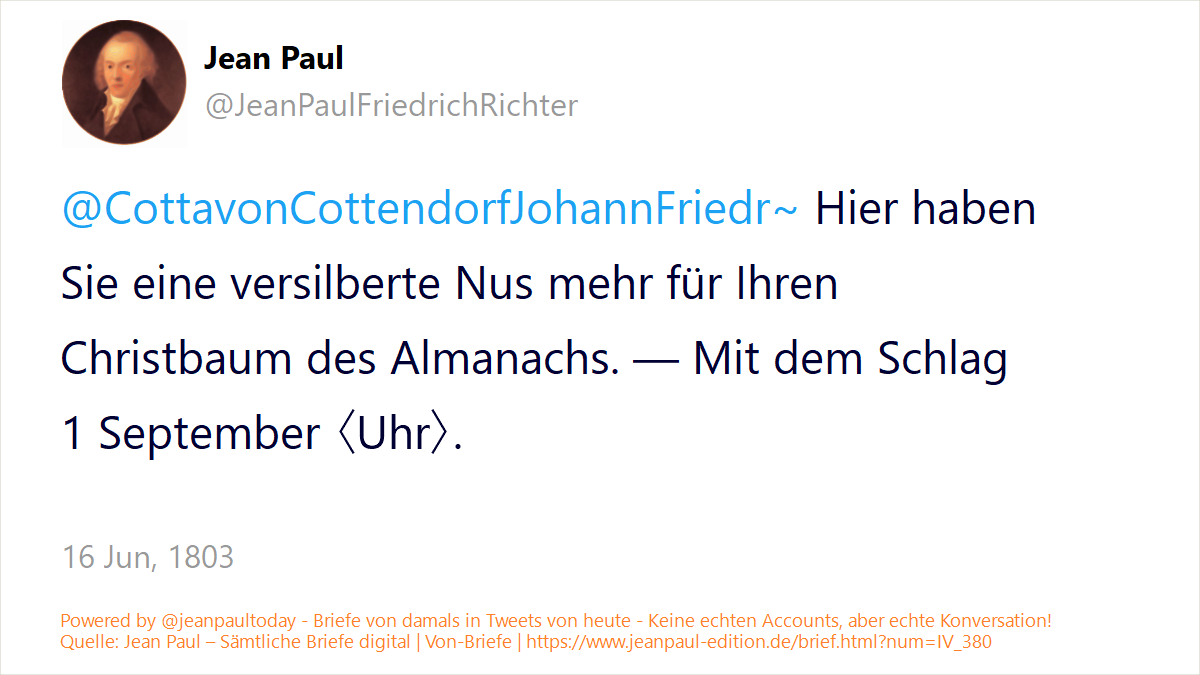 Jean Paul
@JeanPaulFriedrichRichter
@CottavonCottendorfJohannFriedr~ Hier haben
Sie eine versilberte Nus mehr für Ihren
Christbaum des Almanachs. — Mit dem Schlag
1 September 〈Uhr〉.
16 Jun, 1803
Powered by @jeanpaultoday - Briefe von damals in Tweets von heute - Keine echten Accounts, aber echte Konversation!
Quelle: Jean Paul – Sämtliche Briefe digital | Von-Briefe | https://www.jeanpaul-edition.de/brief.html?num=IV_380